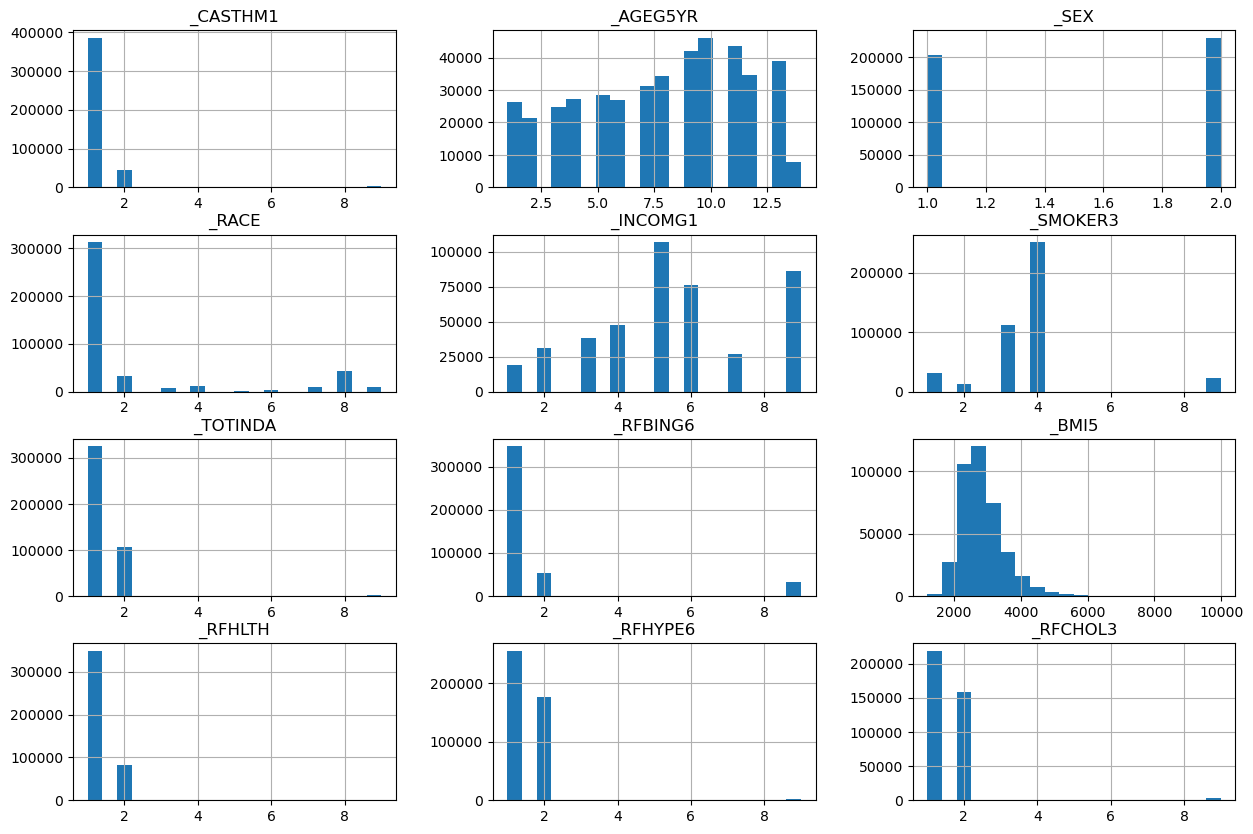 _CASTHM1
400000
300000
200000
100000
0
2 4 6 8
_AGEG5YR
40000
30000
20000
10000
0
2.5 5.0 7.5 10.0 12.5
_SEX
200000
150000
100000
50000
0
1.0 1.2 1.4 1.6 1.8 2.0
_RACE
300000
200000
100000
0
2 4 6 8
_INCOMG1
100000
75000
50000
25000
0
2 4 6 8
_SMOKER3
200000
100000
0
2 4 6 8
_TOTINDA
300000
200000
100000
0
2 4 6 8
_RFBING6
300000
200000
100000
0
2 4 6 8
_BMI5
100000
50000
0
2000 4000 6000 8000 10000
_RFHLTH
300000
200000
100000
0
2 4 6 8
_RFHYPE6
200000
100000
0
2 4 6 8
_RFCHOL3
200000
150000
100000
50000
0
2 4 6 8